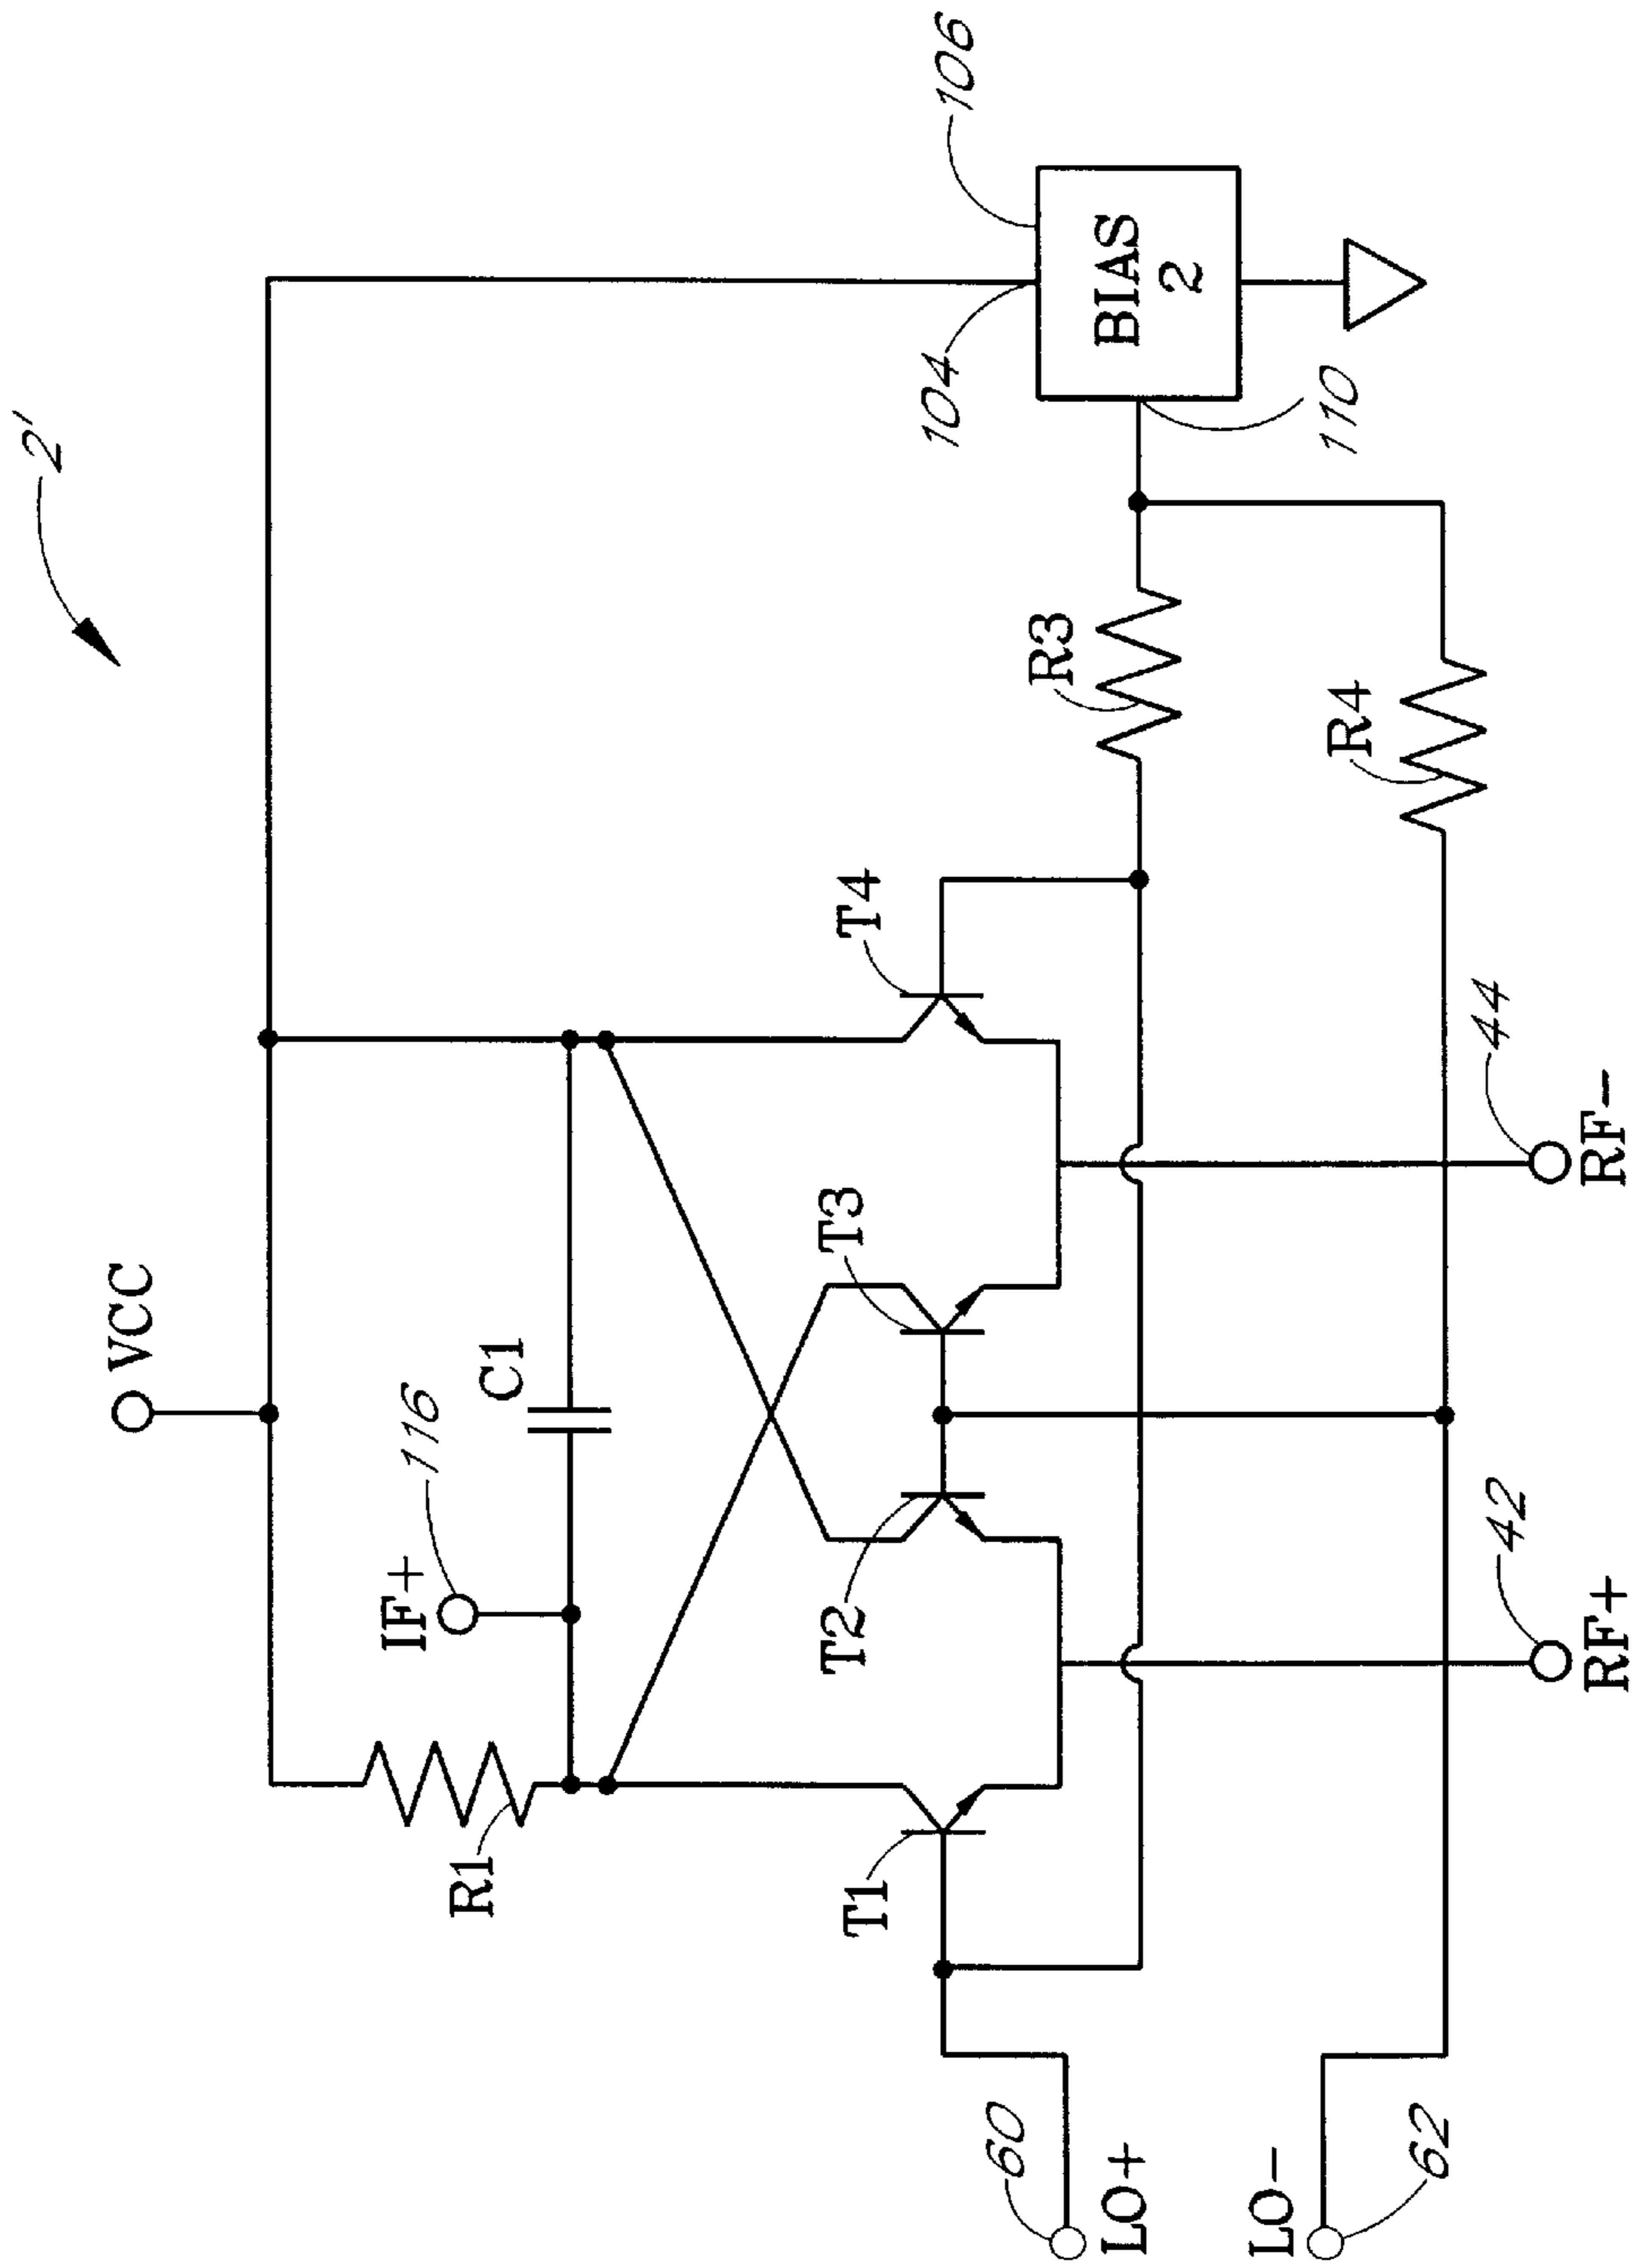 2'
VCC
IF+
116
C1
R1
T1
T2
T3
T4
104
106
BIAS
2
110
R3
R4
60
LO+
LO-
62
42
RF+
44
RF-